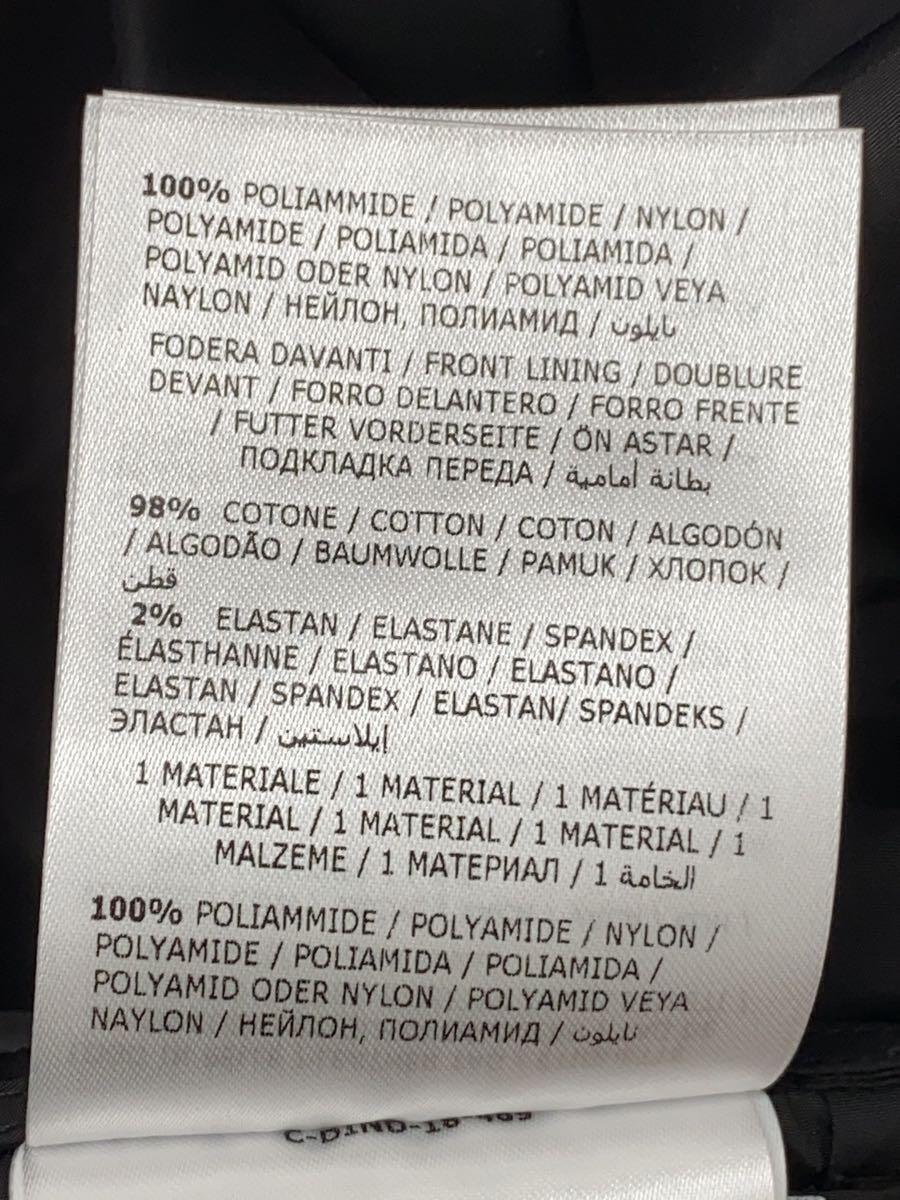 100% POLIAMMIDE / POLYAMIDE / NYLON /
POLYAMIDE / POLIAMIDA / POLIAMIDA /
POLYAMID ODER NYLON / POLYAMID VEYA
NAYLON / НЕЙЛОН, ПОЛИАМИД / نايلون
FODERA DAVANTI / FRONT LINING / DOUBLURE
DEVANT / FORRO DELANTERO / FORRO FRENTE
/ FUTTER VORDERSEITE / ÖN ASTAR /
ПОДКЛАДКА ПЕРЕДА / بطانة أمامية
98% COTONE / COTTON / COTON / ALGODÓN
/ ALGODÃO / BAUMWOLLE / PAMUK / ХЛОПОК /
قطن
2% ELASTAN / ELASTANE / SPANDEX /
ÉLASTHANNE / ELASTANO / ELASTANO /
ELASTAN / SPANDEX / ELASTAN/ SPANDEKS /
ЭЛАСТАН / إيلاستين
1 MATERIALE / 1 MATERIAL / 1 MATÉRIAU / 1
MATERIAL / 1 MATERIAL / 1 MATERIAL / 1
MALZEME / 1 МАТЕРИАЛ / 1 الخامة
100% POLIAMMIDE / POLYAMIDE / NYLON /
POLYAMIDE / POLIAMIDA / POLIAMIDA /
POLYAMID ODER NYLON / POLYAMID VEYA
NAYLON / НЕЙЛОН, ПОЛИАМИД / نايلون